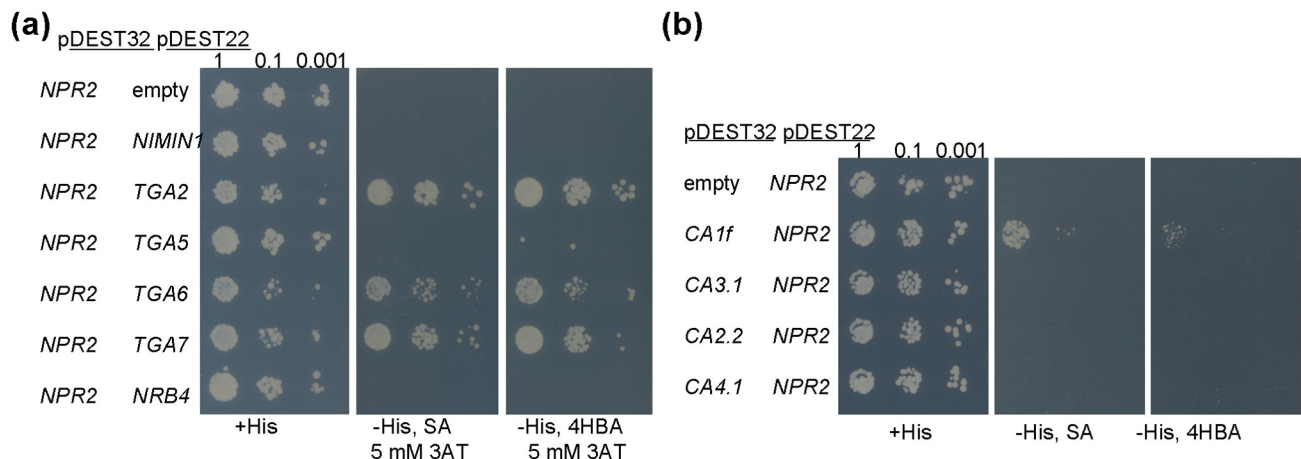 (a)
pDEST32 pDEST22
1 0.1 0.001
NPR2 empty
NPR2 NIMIN1
NPR2 TGA2
NPR2 TGA5
NPR2 TGA6
NPR2 TGA7
NPR2 NRB4
+His
-His, SA
5 mM 3AT
-His, 4HBA
5 mM 3AT
(b)
pDEST32 pDEST22
1 0.1 0.001
empty NPR2
CA1f NPR2
CA3.1 NPR2
CA2.2 NPR2
CA4.1 NPR2
+His
-His, SA
-His, 4HBA